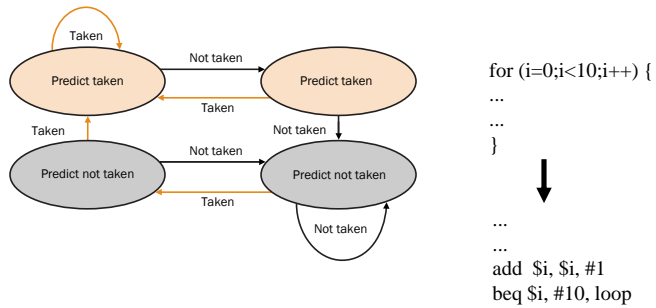 Taken
Not taken
Predict taken
Predict taken
Taken
Taken
Not taken
Not taken
Predict not taken
Predict not taken
Taken
Not taken
for (i=0;i<10;i++) {
...
...
}
...
...
add $i, $i, #1
beq $i, #10, loop